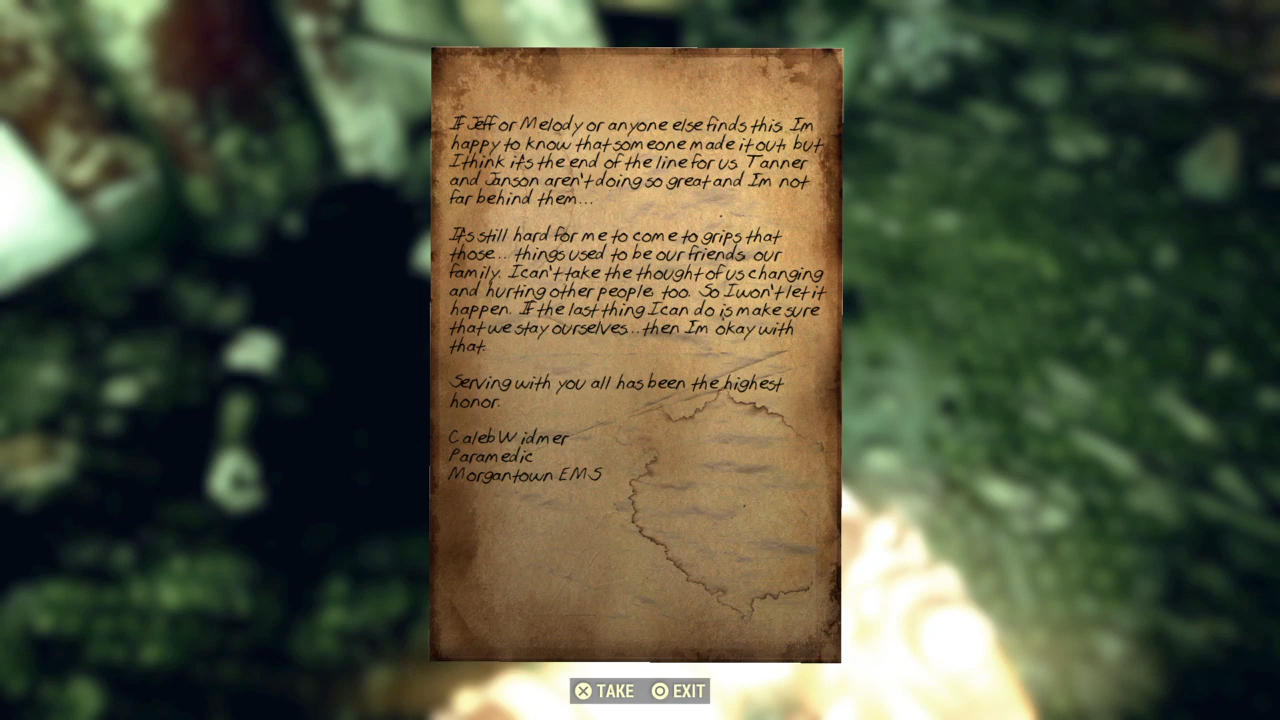 If Jeff or Melody or anyone else finds this. I'm
happy to know that someone made it out, but
I think it's the end of the line for us. Tanner
and Janson aren't doing so great and I'm not
far behind them...
It's still hard for me to come to grips that
those... things used to be our friends, our
family. I can't take the thought of us changing
and hurting other people, too. So I won't let it
happen. If the last thing I can do is make sure
that we stay ourselves...then I'm okay with
that.
Serving with you all has been the highest
honor.
Caleb Widmer
Paramedic
Morgantown EMS
TAKE EXIT